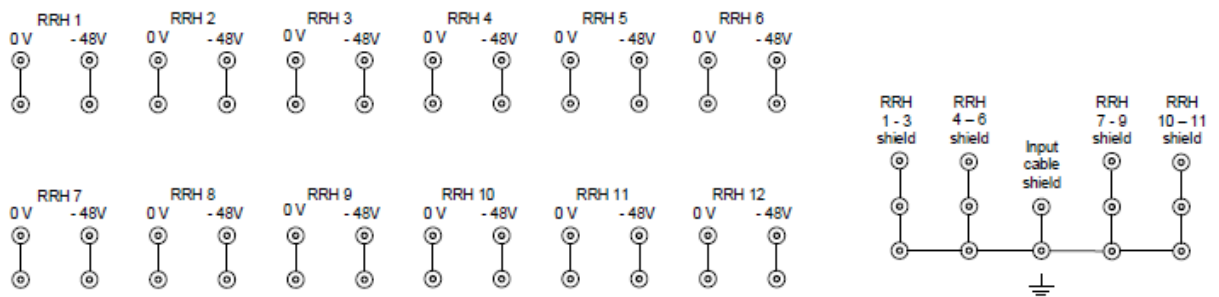 RRH 1 RRH 2 RRH 3 RRH 4 RRH 5 RRH 6
0 V - 48V 0 V - 48V 0 V - 48V 0 V - 48V 0 V - 48V 0 V - 48V
RRH 7 RRH 8 RRH 9 RRH 10 RRH 11 RRH 12
0 V - 48V 0 V - 48V 0 V - 48V 0 V - 48V 0 V - 48V 0 V - 48V
RRH
1 - 3
shield
RRH
4 – 6
shield
Input
cable
shield
RRH
7 - 9
shield
RRH
10 – 11
shield